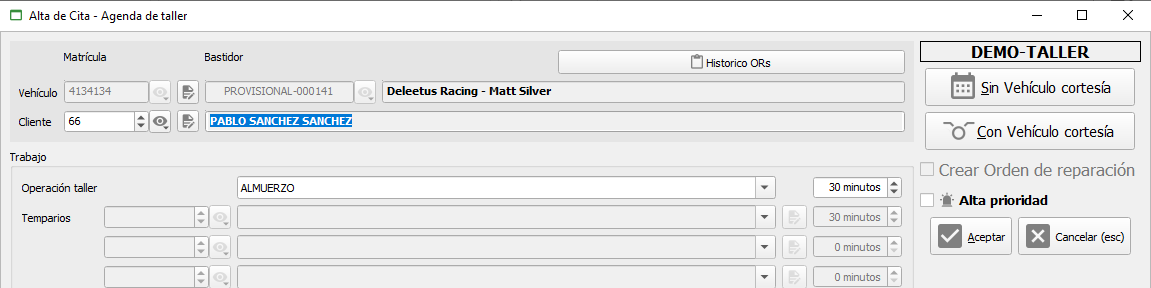 Alta de Cita - Agenda de taller
Matrícula Bastidor
Historico ORs
DEMO-TALLER
Vehículo 4134134 PROVISIONAL-000141 Deleetus Racing - Matt Silver
Sin Vehículo cortesía
Cliente 66 PABLO SANCHEZ SANCHEZ
Con Vehículo cortesía
Trabajo
Crear Orden de reparación
Operación taller ALMUERZO 30 minutos
Alta prioridad
Temparios 30 minutos
Aceptar Cancelar (esc)
0 minutos
0 minutos